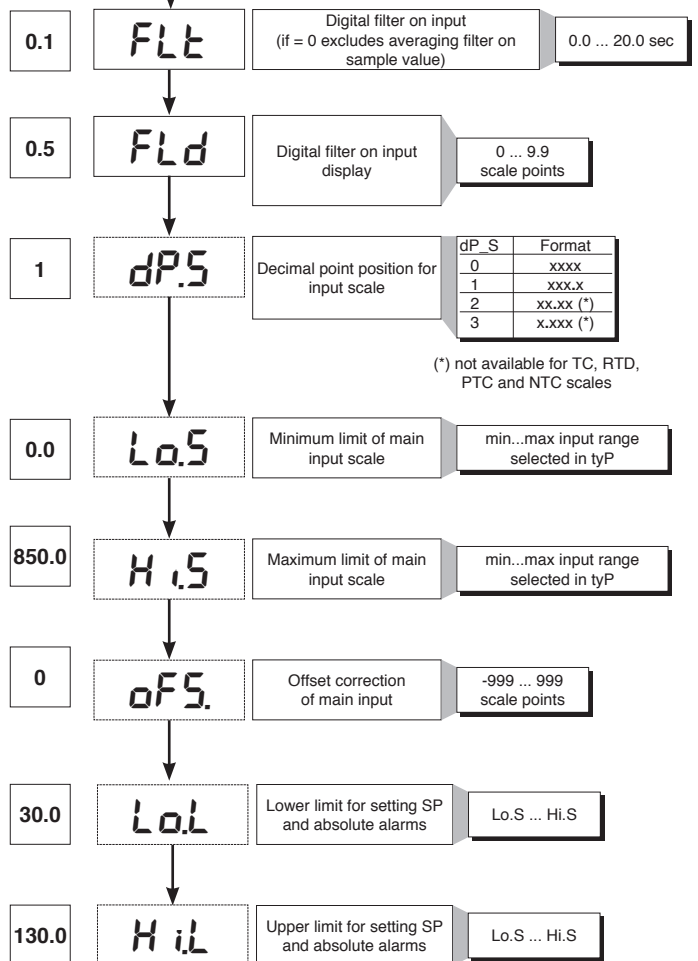 0.1
FLt
Digital filter on input
(if = 0 excludes averaging filter on
sample value)
0.0 ... 20.0 sec
0.5
FLd
Digital filter on input
display
0 ... 9.9
scale points
1
dP.S
Decimal point position for
input scale
dP_S Format
0 xxxx
1 xxx.x
2 xx.xx (*)
3 x.xxx (*)
(*) not available for TC, RTD,
PTC and NTC scales
0.0
Lo.S
Minimum limit of main
input scale
min...max input range
selected in tyP
850.0
Hi.S
Maximum limit of main
input scale
min...max input range
selected in tyP
0
oFS.
Offset correction
of main input
-999 ... 999
scale points
30.0
Lo.L
Lower limit for setting SP
and absolute alarms
Lo.S ... Hi.S
130.0
Hi.L
Upper limit for setting SP
and absolute alarms
Lo.S ... Hi.S